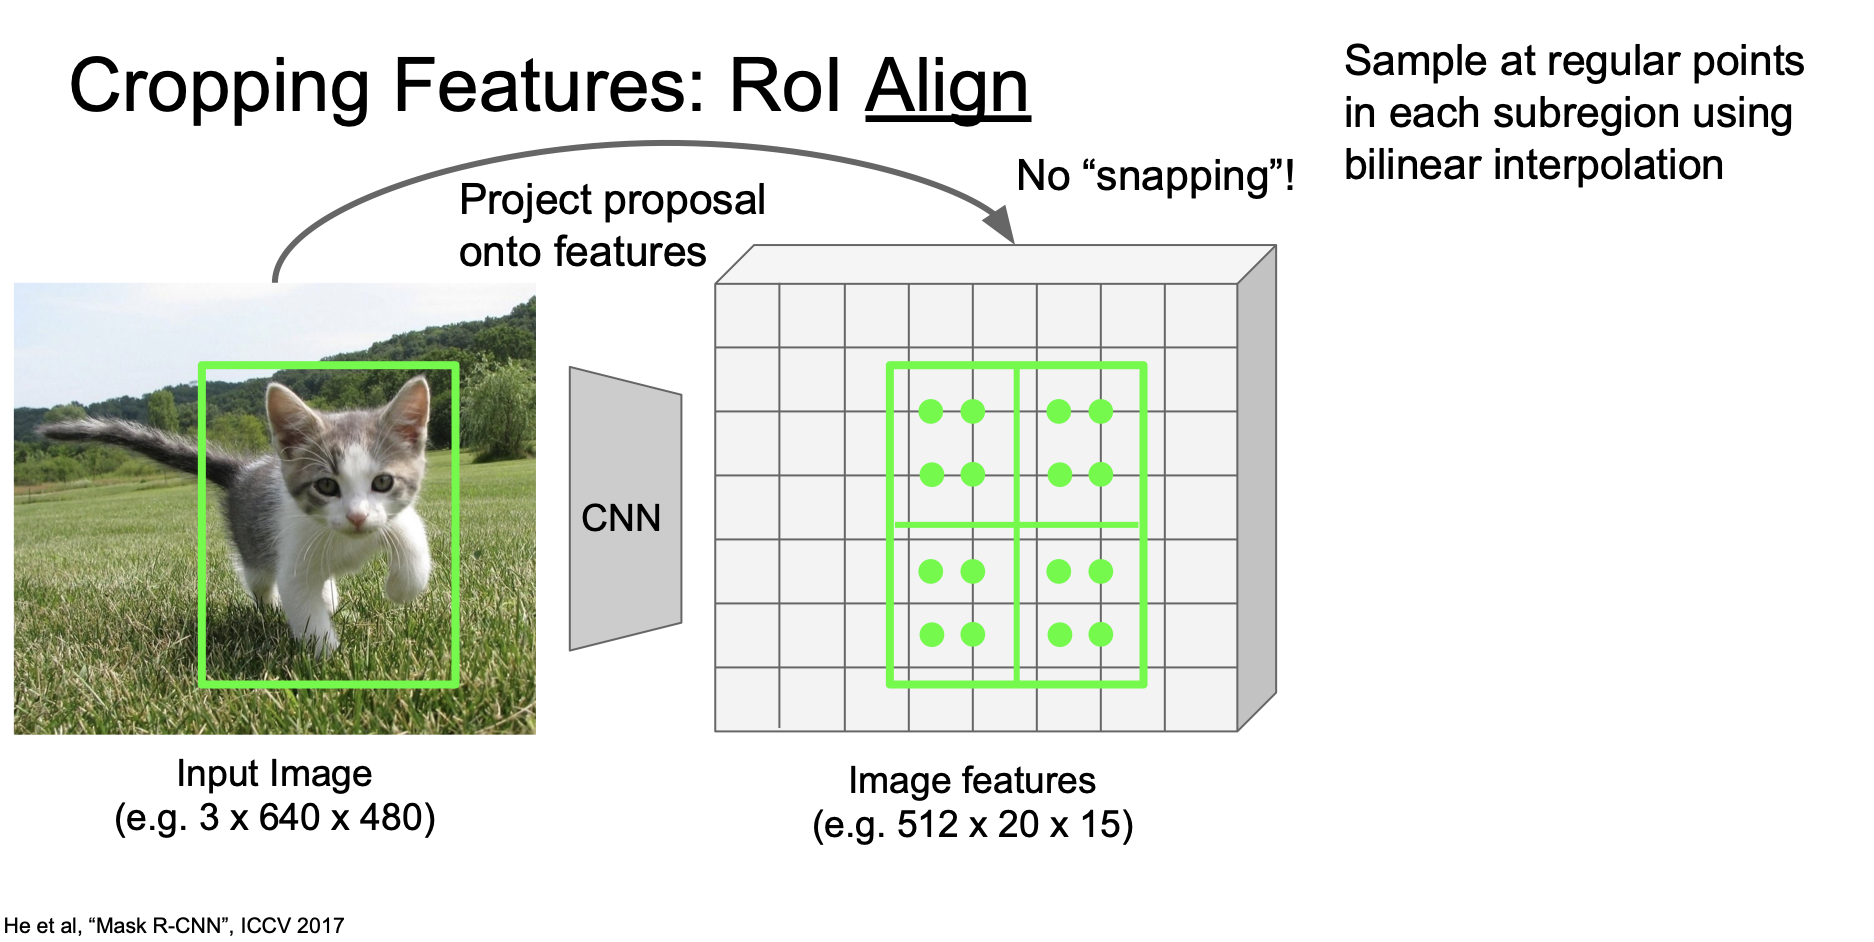 Cropping Features: RoI Align
Sample at regular points
in each subregion using
bilinear interpolation
No “snapping”!
Project proposal
onto features
CNN
Input Image
(e.g. 3 x 640 x 480)
Image features
(e.g. 512 x 20 x 15)
He et al, “Mask R-CNN”, ICCV 2017